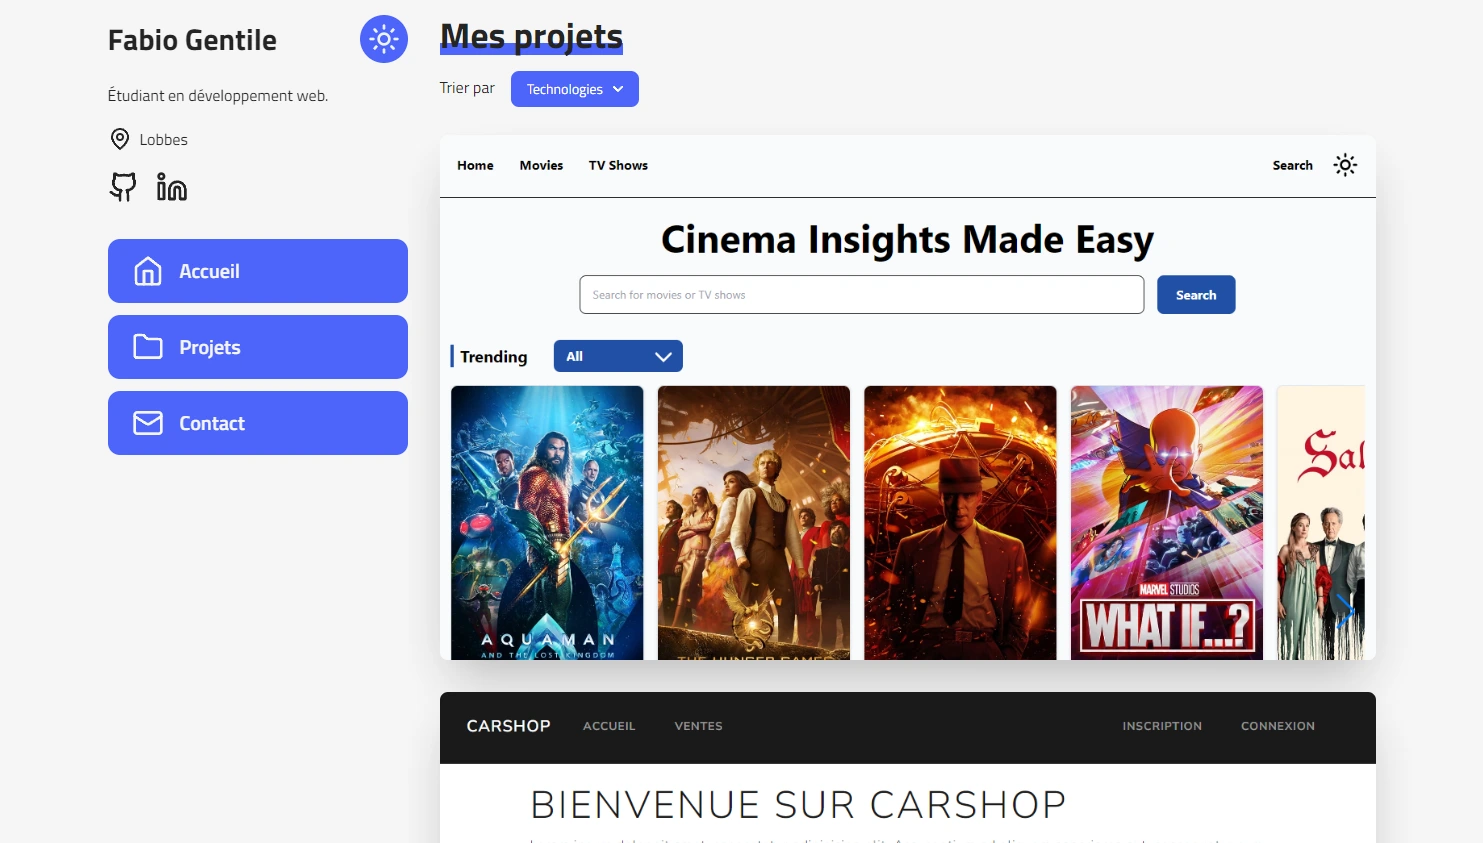 Fabio Gentile
Étudiant en développement web.
Lobbes
Accueil
Projets
Contact
Mes projets
Trier par
Technologies
Home Movies TV Shows Search
Cinema Insights Made Easy
Search for movies or TV shows
Search
Trending
All
AQUAMAN
AND THE LOST KINGDOM
THE HUNGER GAMES
MARVEL STUDIOS
WHAT IF...?
Sal
CARSHOP ACCUEIL VENTES INSCRIPTION CONNEXION
BIENVENUE SUR CARSHOP